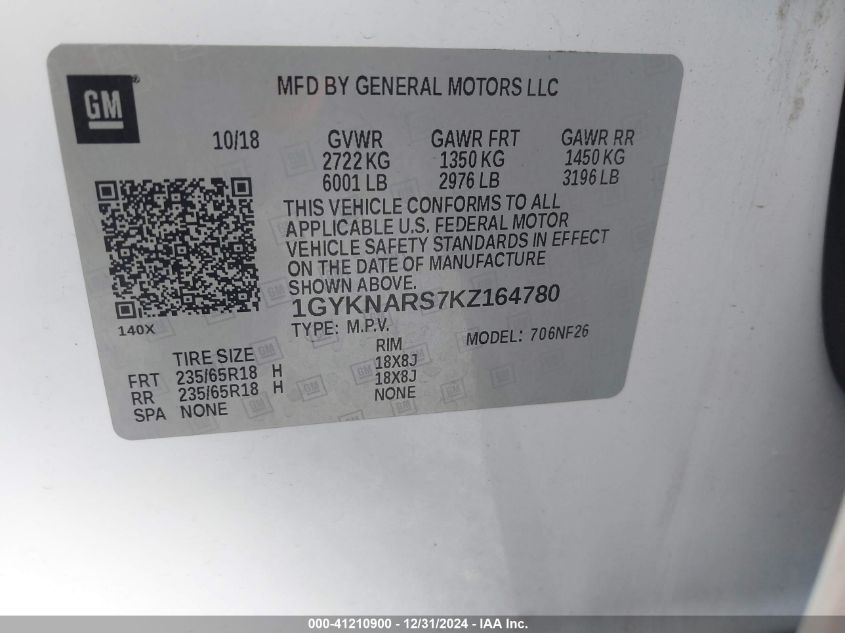 GM®
MFD BY GENERAL MOTORS LLC
10/18 GVWR GAWR FRT GAWR RR
2722 KG 1350 KG 1450 KG
6001 LB 2976 LB 3196 LB
THIS VEHICLE CONFORMS TO ALL
APPLICABLE U.S. FEDERAL MOTOR
VEHICLE SAFETY STANDARDS IN EFFECT
ON THE DATE OF MANUFACTURE
SHOWN ABOVE.
1GYKNARS7KZ164780
140X
TYPE: M.P.V. MODEL: 706NF26
TIRE SIZE RIM
FRT 235/65R18 H 18X8J
RR 235/65R18 H 18X8J
SPA NONE NONE
000-41210900 - 12/31/2024 - IAA Inc.